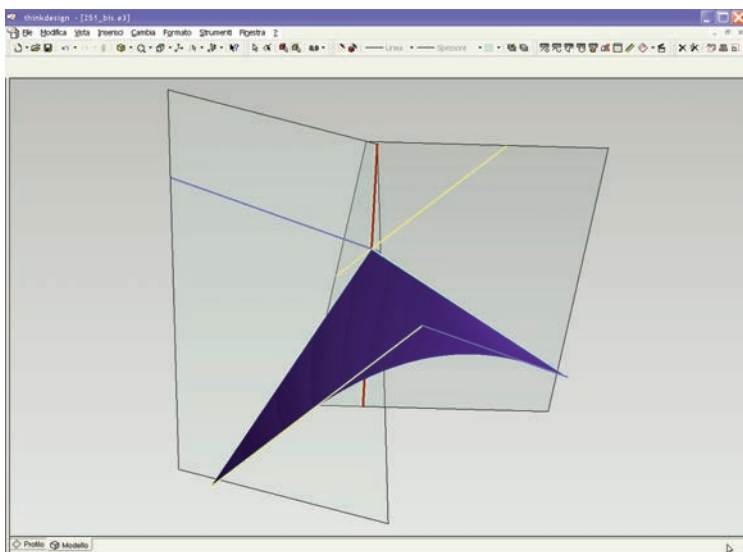 thinkdesign - [251_bis.e3]
File Modifica Vista Inserisci Cambia Formato Strumenti Finestra ?
Linea Spessore
Profilo Modello